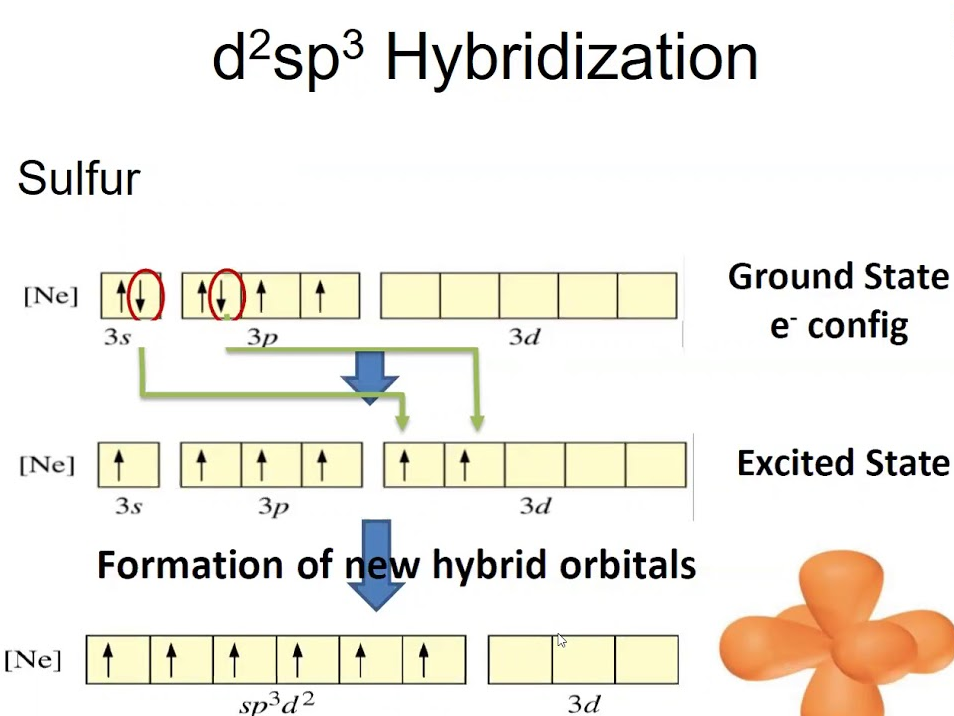 d²sp³ Hybridization
Sulfur
[Ne]
3s
3p
3d
Ground State
e⁻ config
[Ne]
3s
3p
3d
Excited State
Formation of new hybrid orbitals
[Ne]
sp³d²
3d